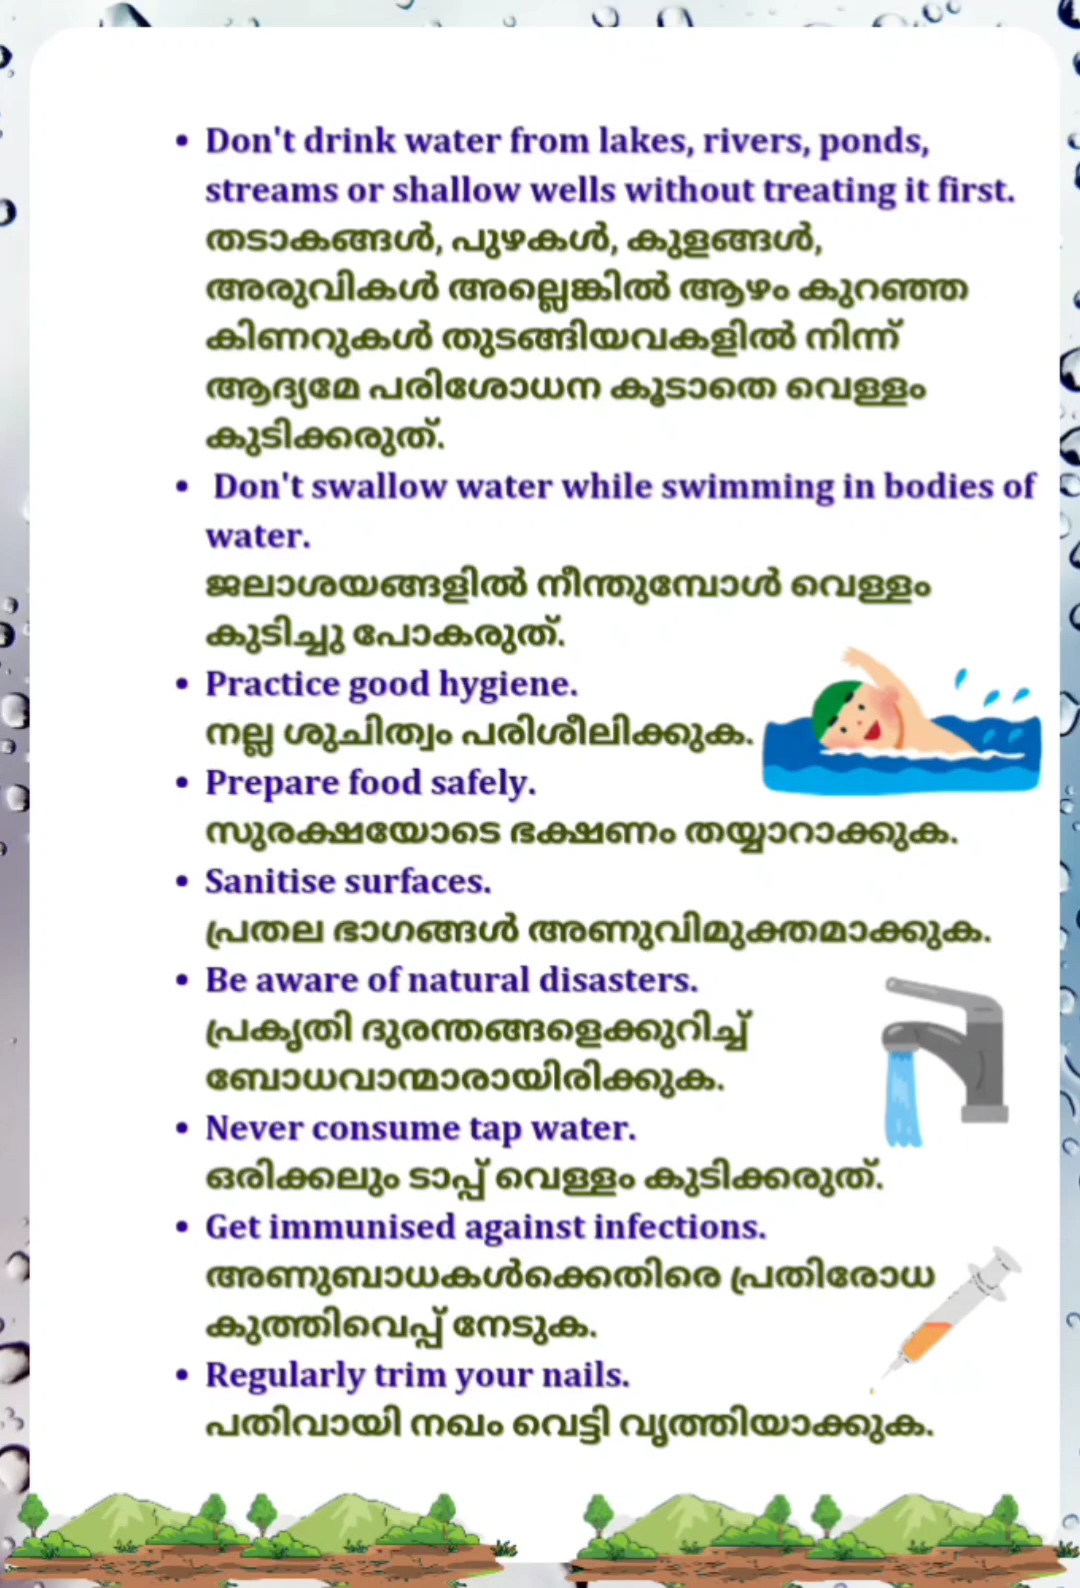 • Don't drink water from lakes, rivers, ponds,
streams or shallow wells without treating it first.
തടാകങ്ങൾ, പുഴകൾ, കുളങ്ങൾ,
അരുവികൾ അല്ലെങ്കിൽ ആഴം കുറഞ്ഞ
കിണറുകൾ തുടങ്ങിയവകളിൽ നിന്ന്
ആദ്യമേ പരിശോധന കൂടാതെ വെള്ളം
കുടിക്കരുത്.
• Don't swallow water while swimming in bodies of
water.
ജലാശയങ്ങളിൽ നീന്തുമ്പോൾ വെള്ളം
കുടിച്ചു പോകരുത്.
• Practice good hygiene.
നല്ല ശുചിത്വം പരിശീലിക്കുക.
• Prepare food safely.
സുരക്ഷയോടെ ഭക്ഷണം തയ്യാറാക്കുക.
• Sanitise surfaces.
പ്രതല ഭാഗങ്ങൾ അണുവിമുക്തമാക്കുക.
• Be aware of natural disasters.
പ്രകൃതി ദുരന്തങ്ങളെക്കുറിച്ച്
ബോധവാന്മാരായിരിക്കുക.
• Never consume tap water.
ഒരിക്കലും ടാപ്പ് വെള്ളം കുടിക്കരുത്.
• Get immunised against infections.
അണുബാധകൾക്കെതിരെ പ്രതിരോധ
കുത്തിവെപ്പ് നേടുക.
• Regularly trim your nails.
പതിവായി നഖം വെട്ടി വൃത്തിയാക്കുക.